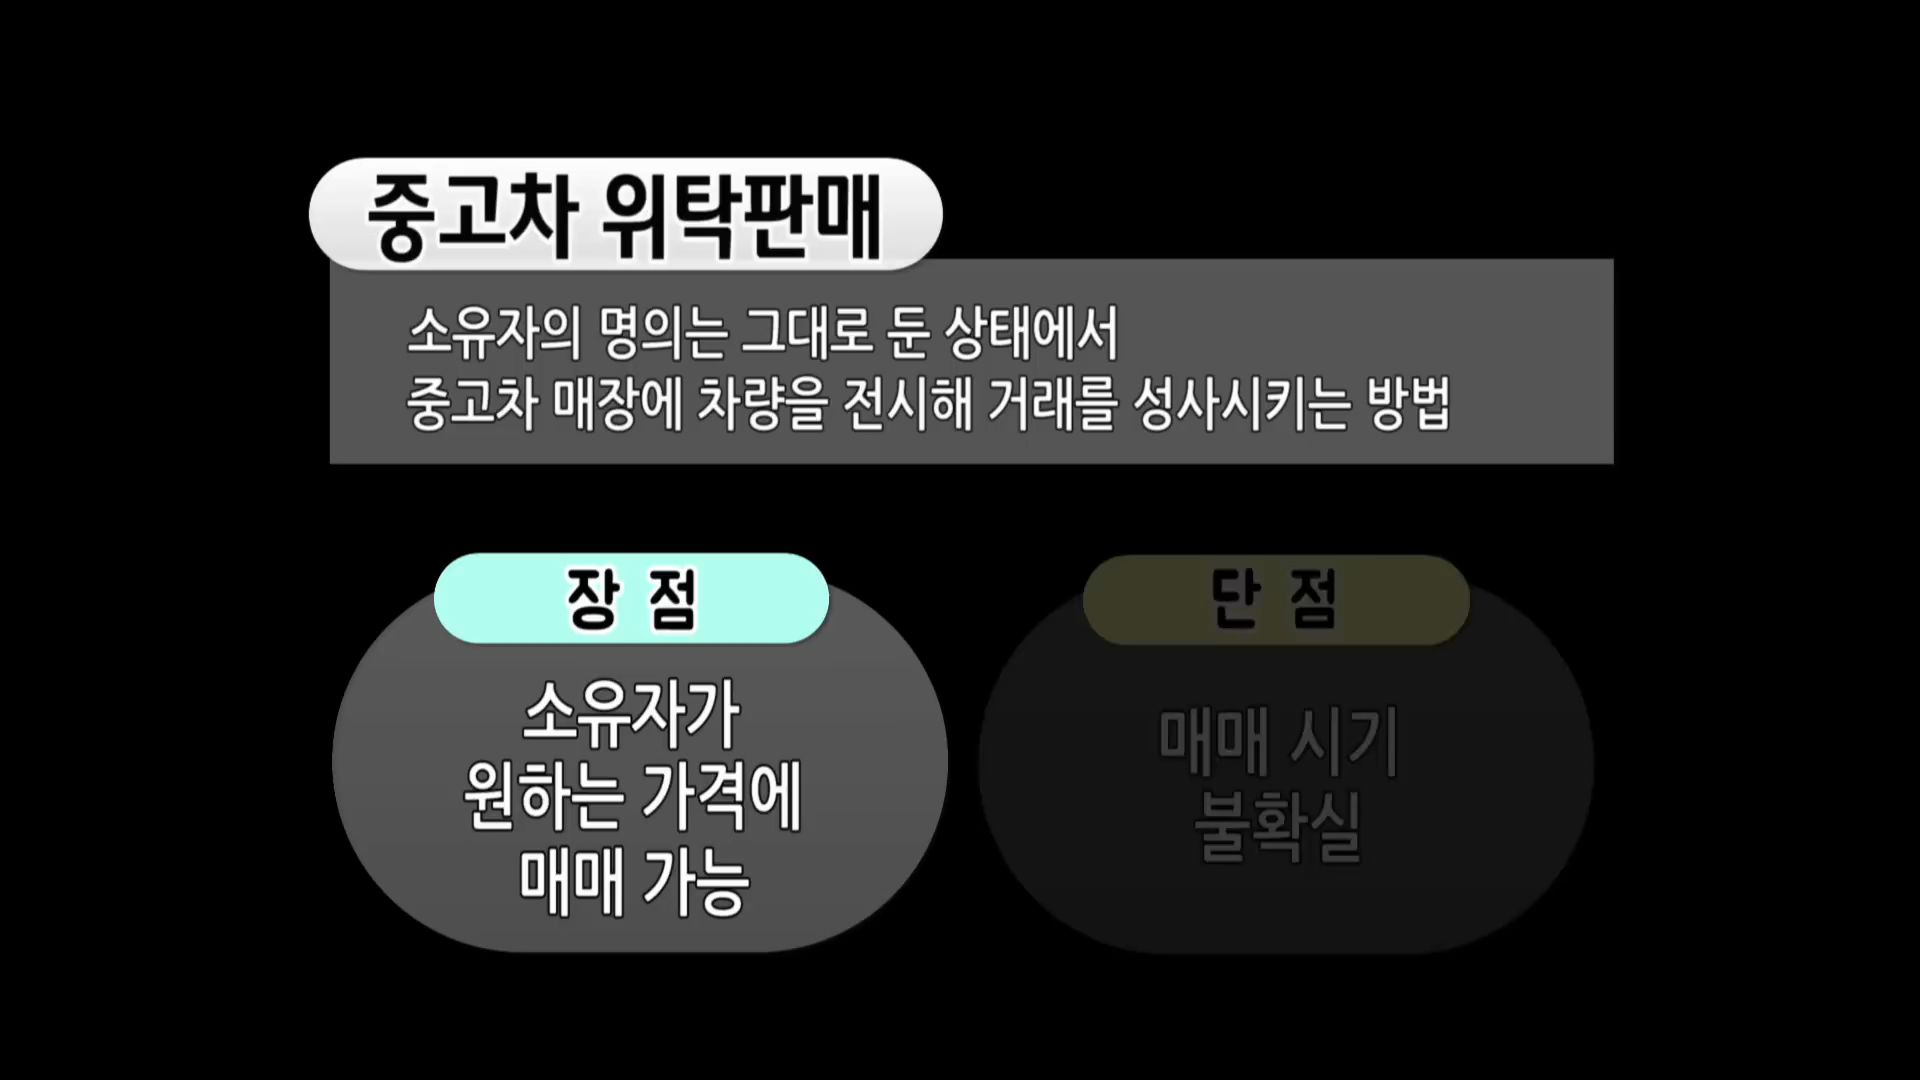 중고차 위탁판매
소유자의 명의는 그대로 둔 상태에서
중고차 매장에 차량을 전시해 거래를 성사시키는 방법
장 점
소유자가
원하는 가격에
매매 가능
단 점
매매 시기
불확실